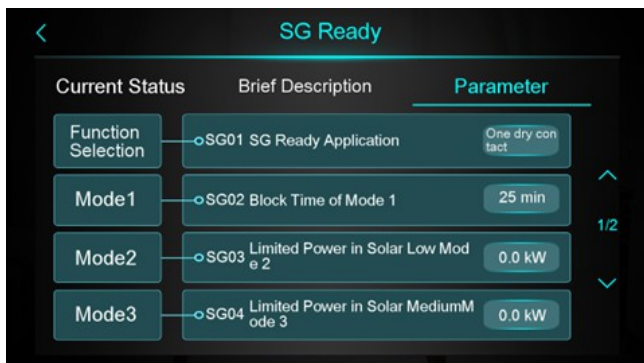 SG Ready
Current Status Brief Description Parameter
Function
Selection
SG01 SG Ready Application
One dry con
tact
Mode1
SG02 Block Time of Mode 1
25 min
1/2
Mode2
SG03 Limited Power in Solar Low Mod
e 2
0.0 kW
Mode3
SG04 Limited Power in Solar MediumM
ode 3
0.0 kW